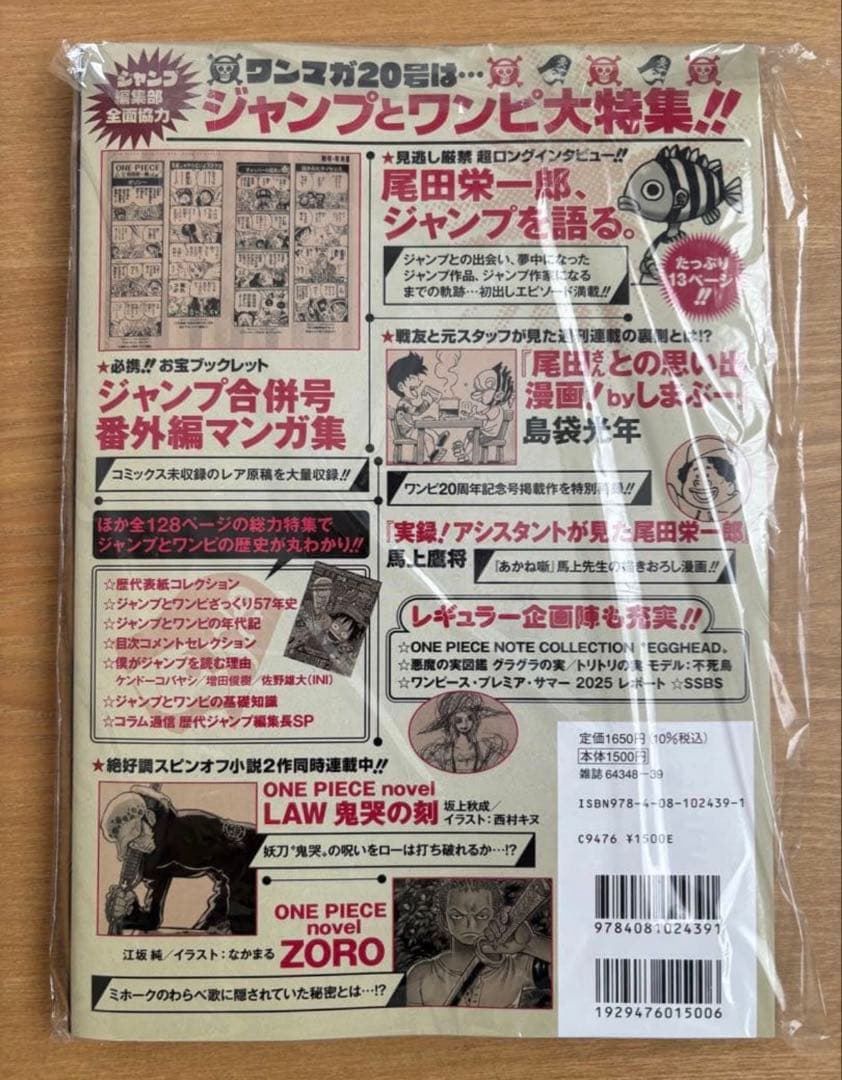 ジャンプ
編集部
全面協力
ワンマガ20号は…
ジャンプとワンピ大特集!!
ONE PIECE
★見逃し厳禁 超ロングインタビュー!!
尾田栄一郎、
ジャンプを語る。
ジャンプとの出会い、夢中になった
ジャンプ作品、ジャンプ作家になる
までの軌跡…初出しエピソード満載!!
たっぷり
13ページ
!!
★必携!! お宝ブックレット
ジャンプ合併号
番外編マンガ集
コミックス未収録のレア原稿を大量収録!!
★戦友と元スタッフが見た週刊連載の裏側とは!?
『尾田さんとの思い出
漫画!byしまぶー』
島袋光年
ワンピ20周年記念号掲載作を特別再録!!
『実録!アシスタントが見た尾田栄一郎』
馬上鷹将
『あかね噺』馬上先生の描きおろし漫画!!
ほか全128ページの総力特集で
ジャンプとワンピの歴史が丸わかり!!
☆歴代表紙コレクション
☆ジャンプとワンピざっくり57年史
☆ジャンプとワンピの年代記
☆目次コメントセレクション
☆僕がジャンプを読む理由
ケンドーコバヤシ/増田俊樹/佐野雄大(INI)
☆ジャンプとワンピの基礎知識
☆コラム通信 歴代ジャンプ編集長SP
レギュラー企画陣も充実!!
☆ONE PIECE NOTE COLLECTION “EGGHEAD”
☆悪魔の実図鑑 グラグラの実/トリトリの実 モデル:不死鳥
☆ワンピース・プレミア・サマー 2025 レポート ☆SSBS
★絶好調スピンオフ小説2作同時連載中!!
ONE PIECE novel
LAW 鬼哭の刻
坂上秋成/
イラスト:西村キヌ
妖刀“鬼哭”の呪いをローは打ち破れるか…!?
ONE PIECE
novel
ZORO
江坂 純/イラスト:なかまる
ミホークのわらべ歌に隠されていた秘密とは…!?
定価1650円(10%税込)
本体1500円
雑誌 64348-39
ISBN978-4-08-102439-1
C9476 ¥1500E
9784081024391
1929476015006